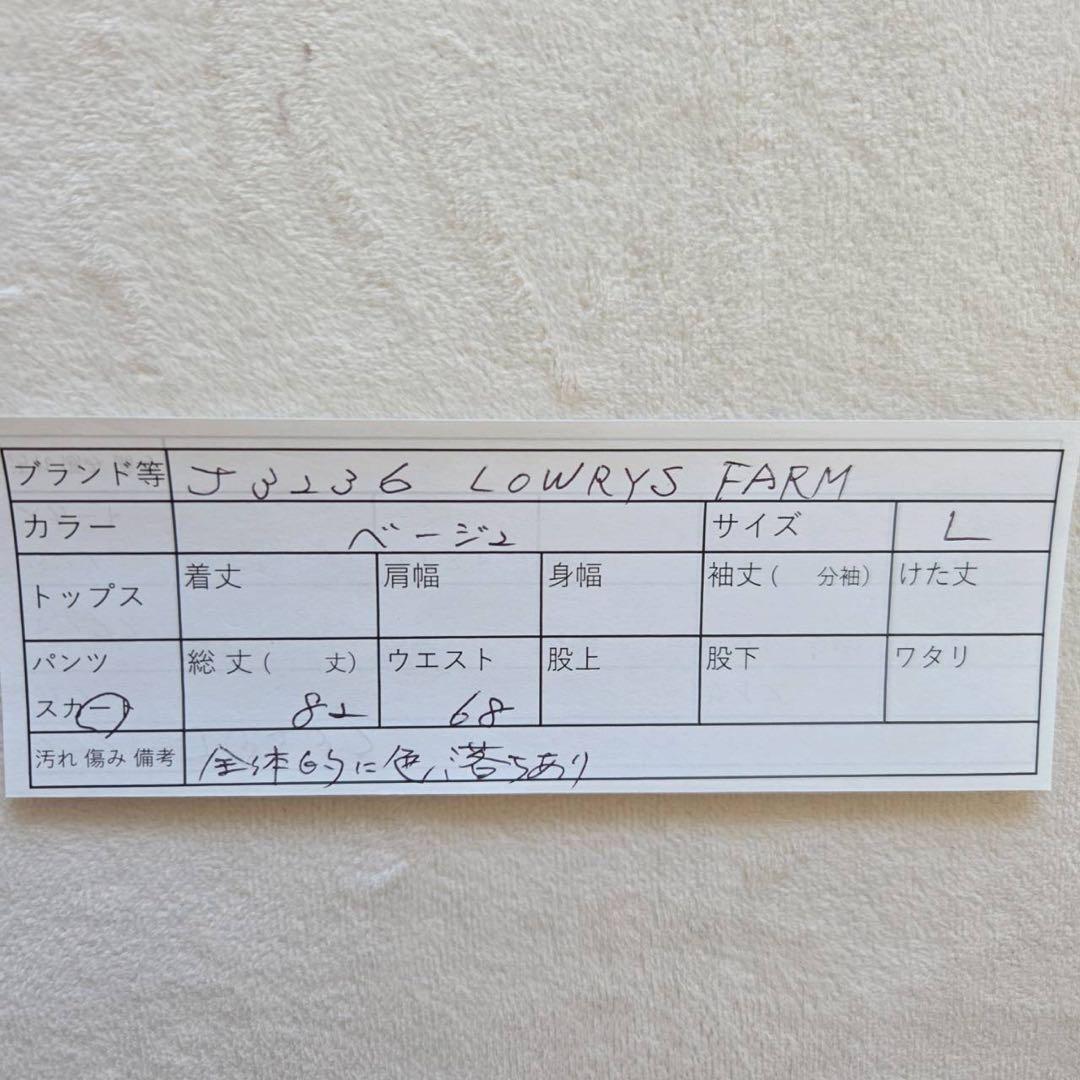 ブランド等 J3236 LOWRYS FARM
カラー ベージュ サイズ L
トップス 着丈 肩幅 身幅 袖丈( 分袖) けた丈
パンツ 総丈( 丈) ウエスト 股上 股下 ワタリ
スカート 82 68
汚れ 傷み 備考 全体的に色落ちあり